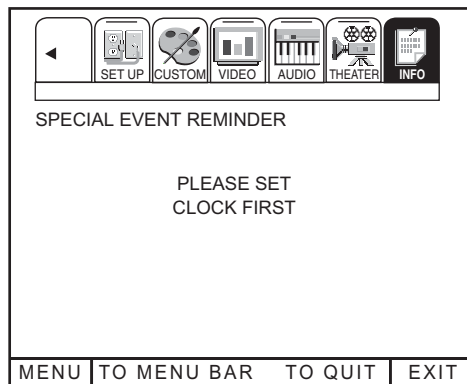 SET UP CUSTOM VIDEO AUDIO THEATER INFO
SPECIAL EVENT REMINDER
PLEASE SET
CLOCK FIRST
MENU TO MENU BAR TO QUIT EXIT